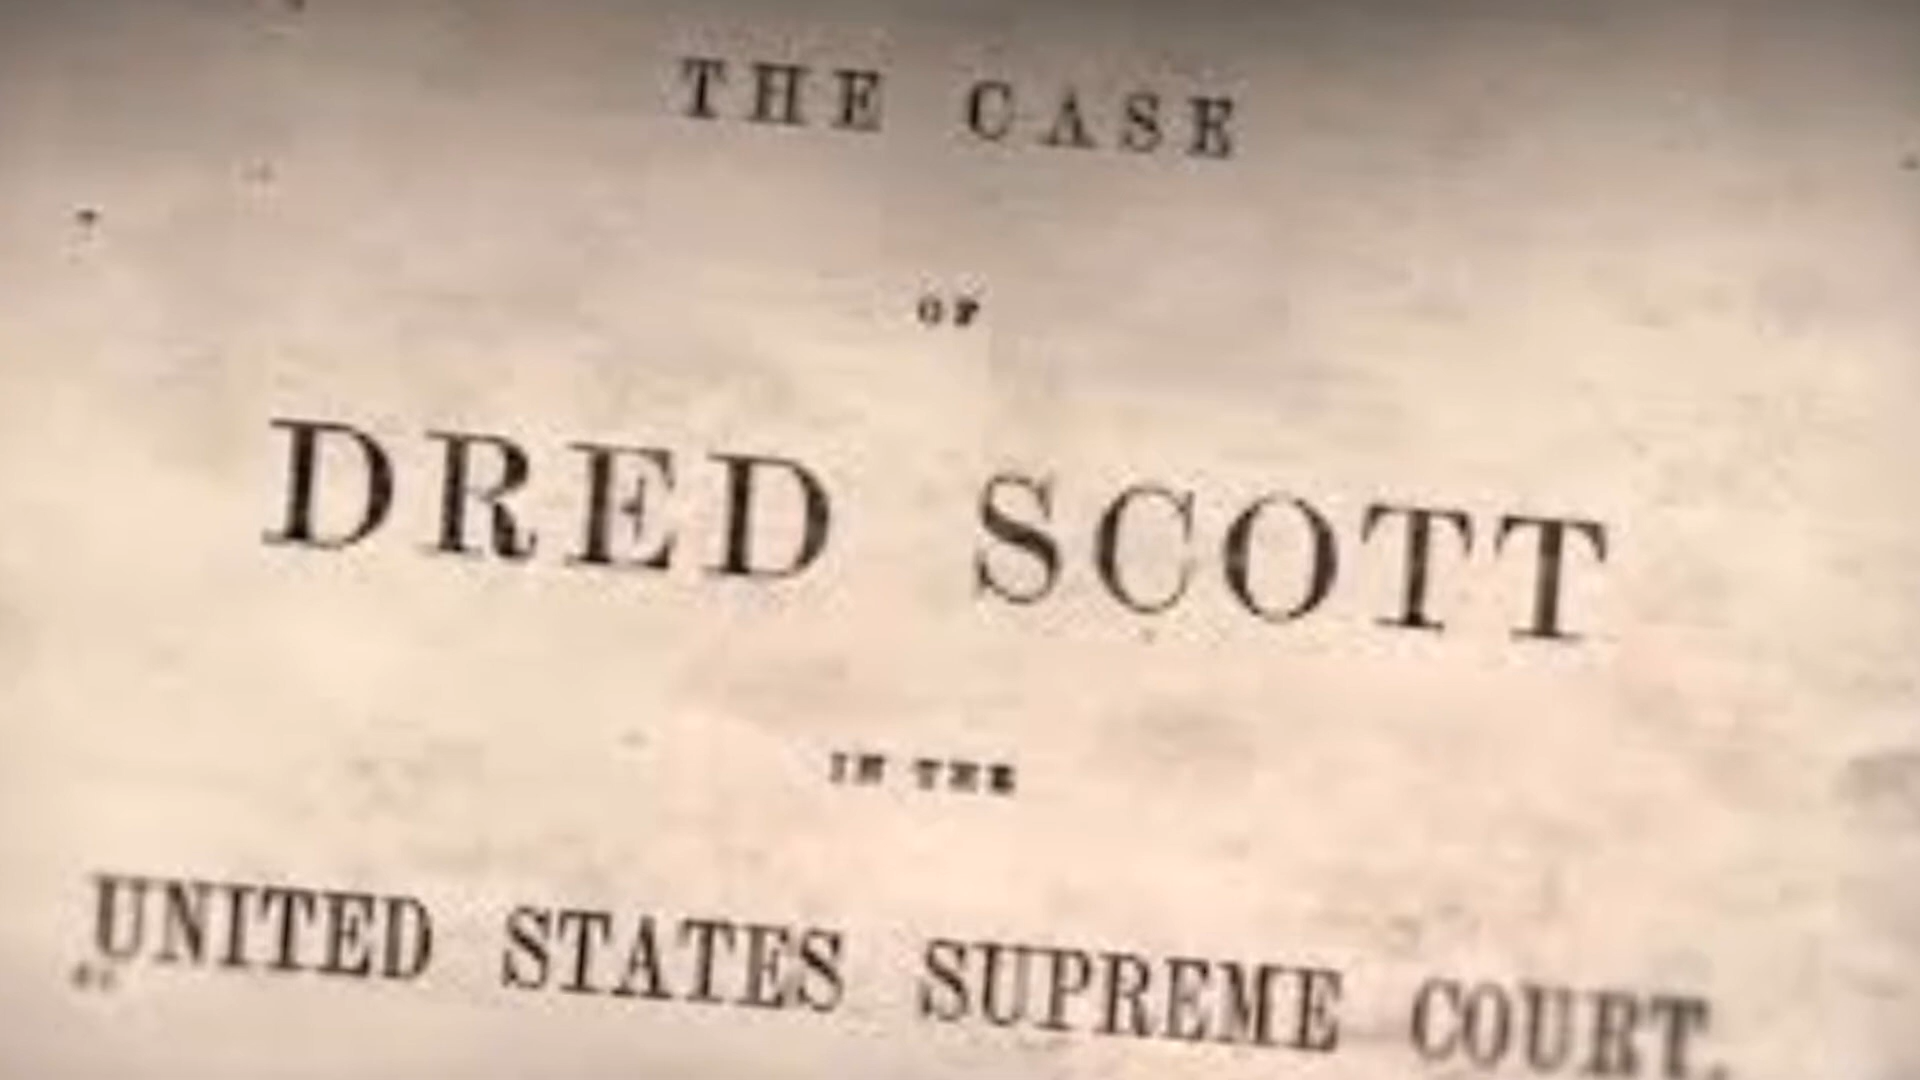 THE CASE
OF
DRED SCOTT
IN THE
UNITED STATES SUPREME COURT.